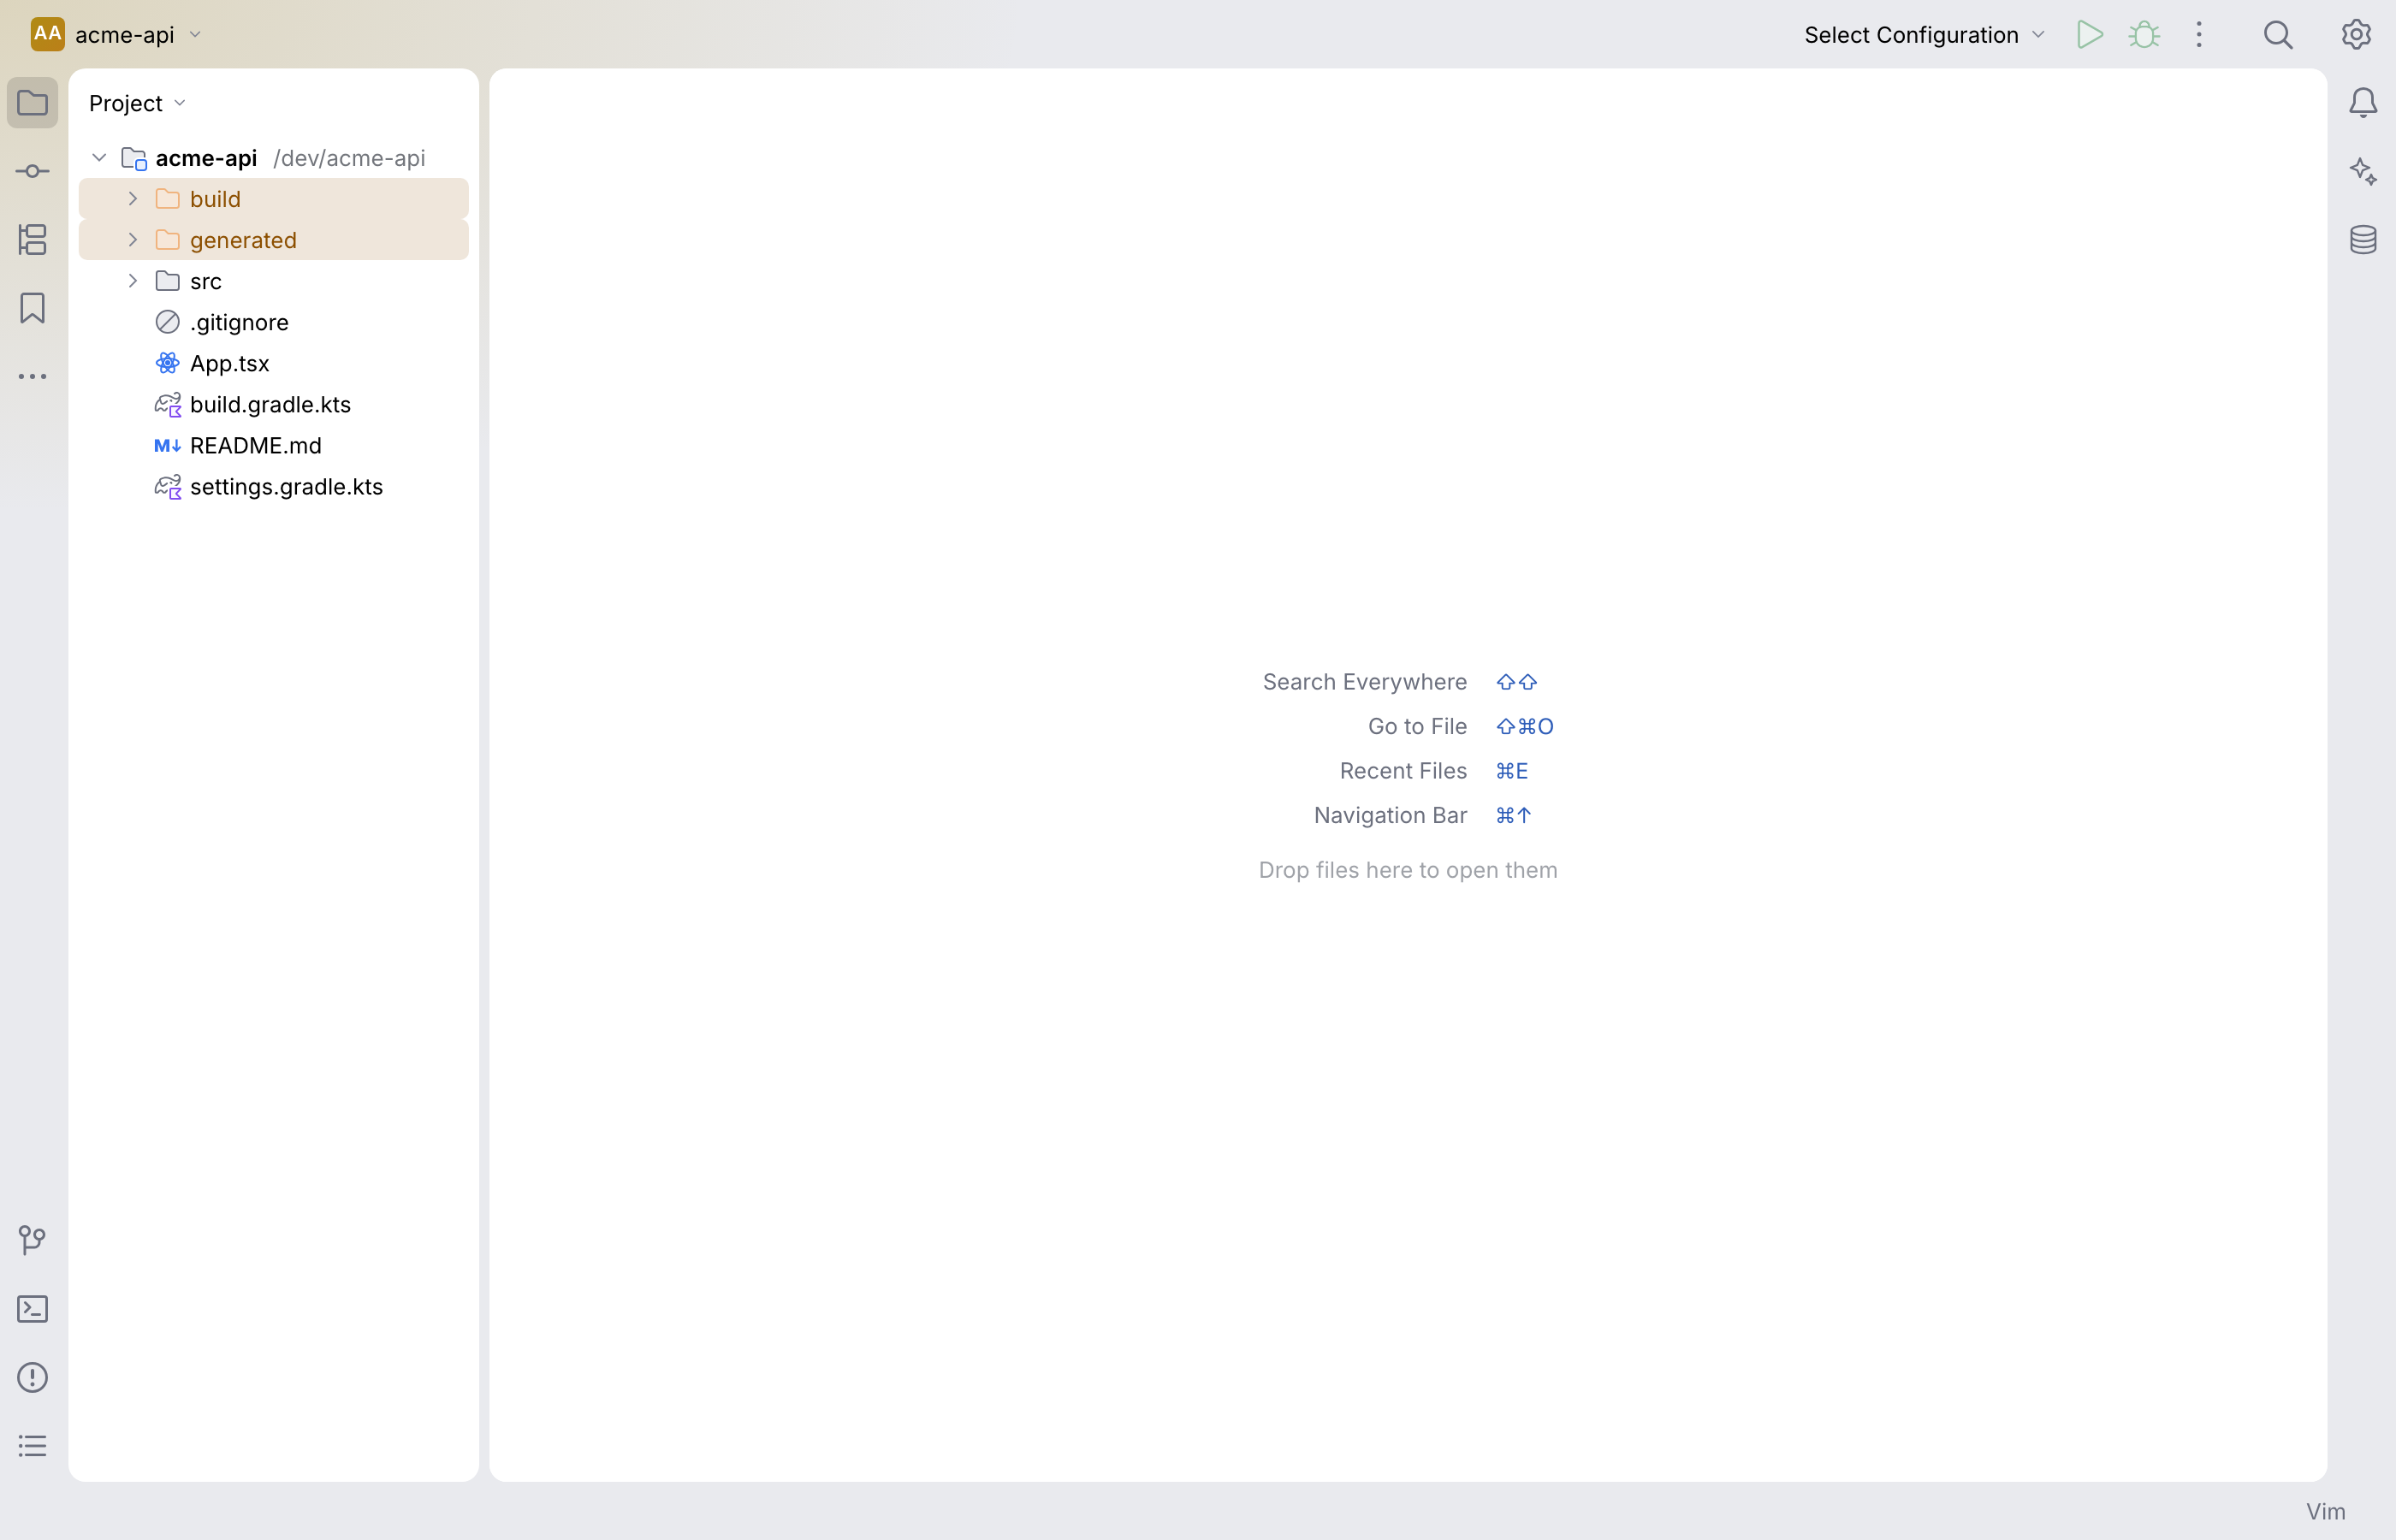 AA acme-api
Select Configuration
Project
acme-api /dev/acme-api
build
generated
src
.gitignore
App.tsx
build.gradle.kts
M↓ README.md
settings.gradle.kts
Search Everywhere ⇧⇧
Go to File ⇧⌘O
Recent Files ⌘E
Navigation Bar ⌘↑
Drop files here to open them
Vim